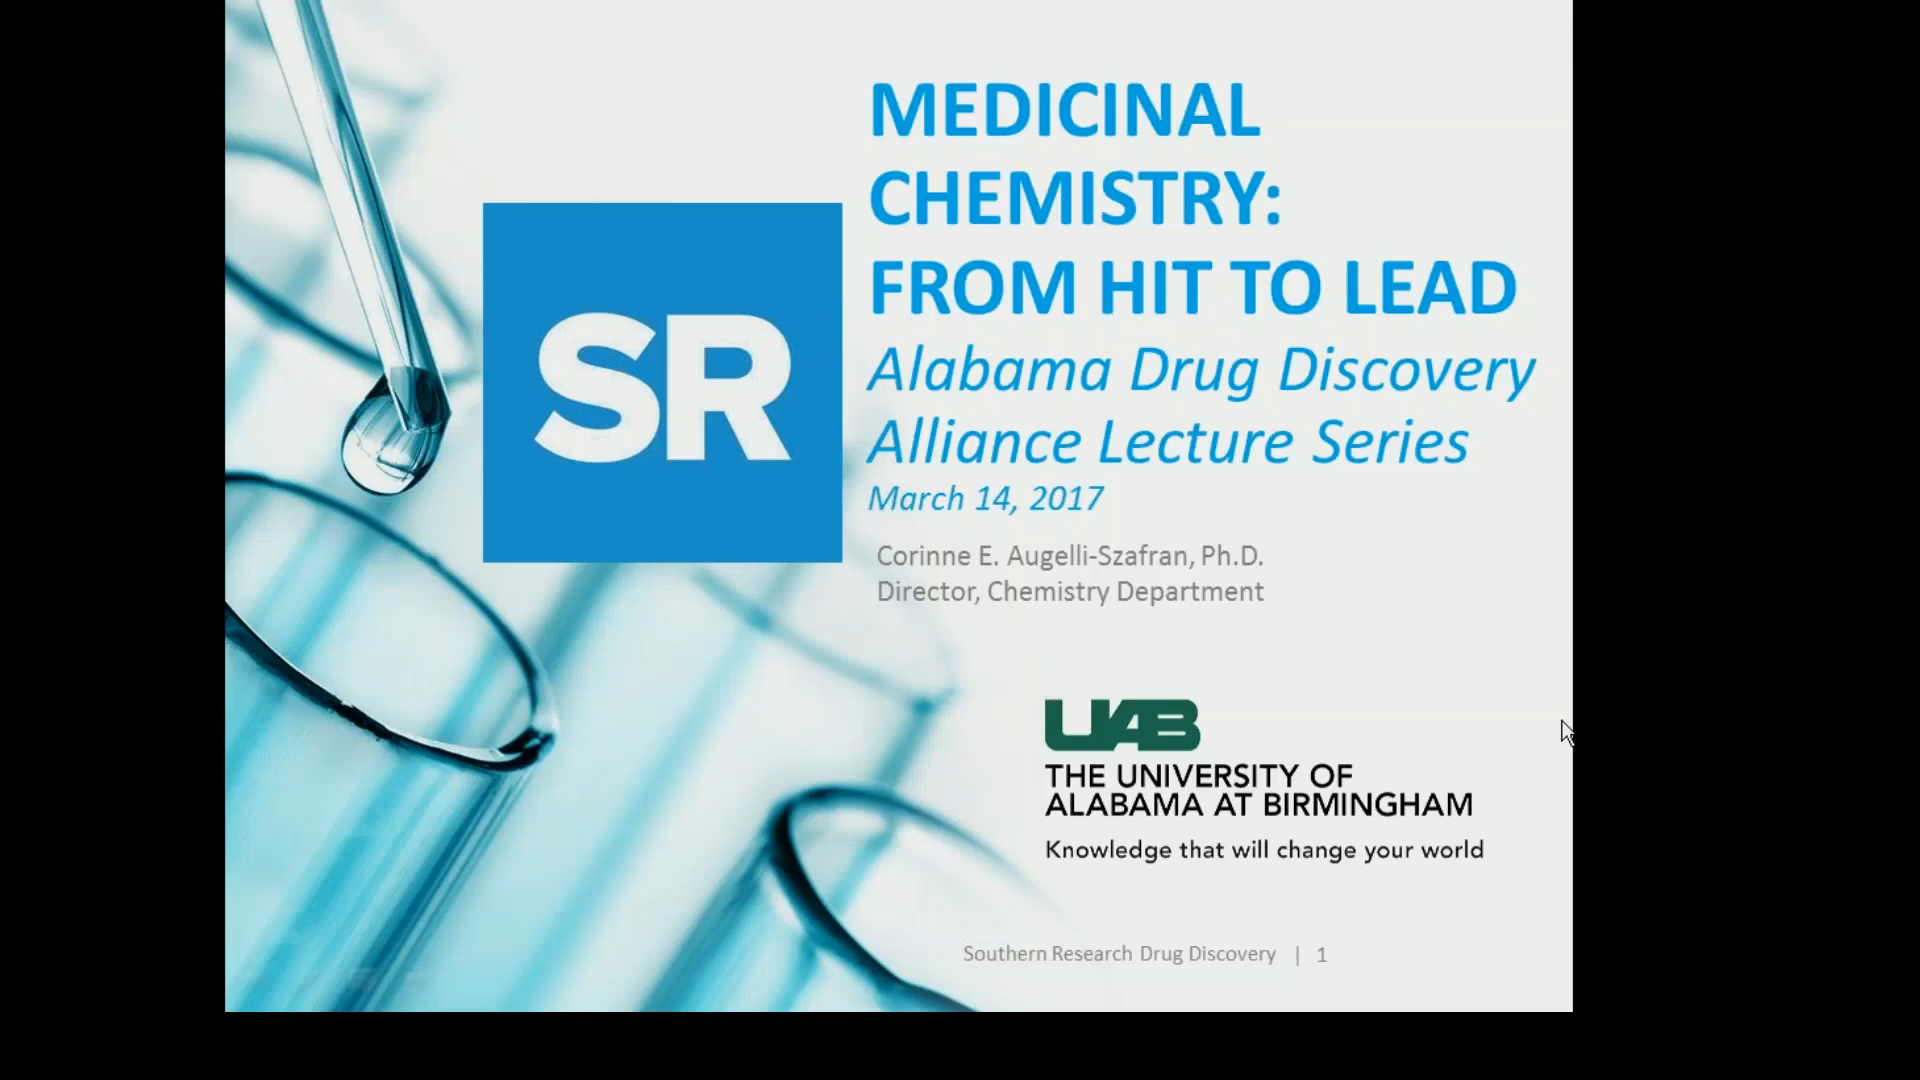 MEDICINAL
CHEMISTRY:
FROM HIT TO LEAD
Alabama Drug Discovery
Alliance Lecture Series
March 14, 2017
SR
Corinne E. Augelli-Szafran, Ph.D.
Director, Chemistry Department
UAB
THE UNIVERSITY OF
ALABAMA AT BIRMINGHAM
Knowledge that will change your world
Southern Research Drug Discovery | 1